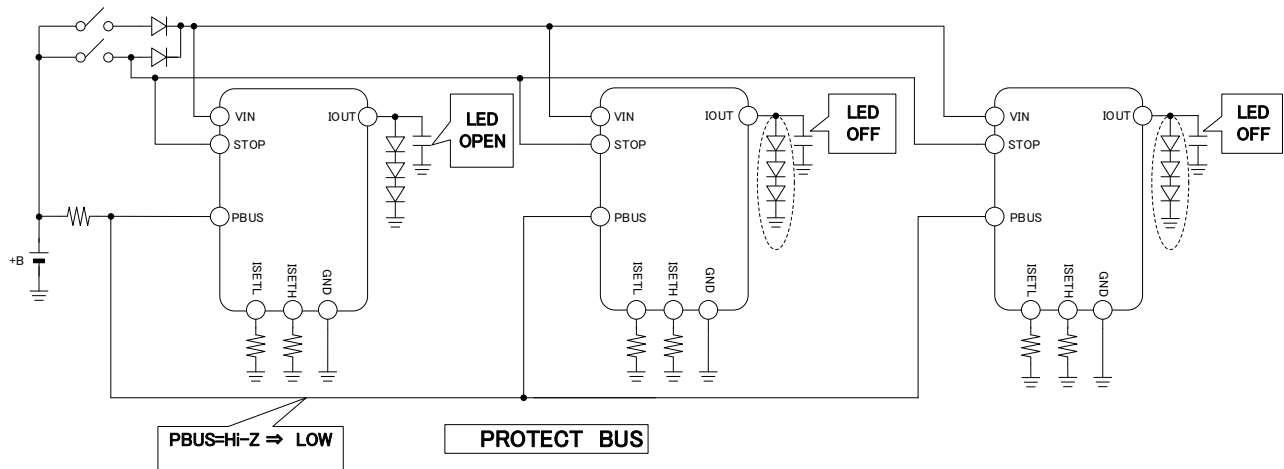 VIN
STOP
PBUS
IOUT
ISETL
ISETH
GND
LED
OPEN
VIN
STOP
PBUS
IOUT
ISETL
ISETH
GND
LED
OFF
VIN
STOP
PBUS
IOUT
ISETL
ISETH
GND
LED
OFF
+B
PBUS=Hi-Z ⇒ LOW
PROTECT BUS